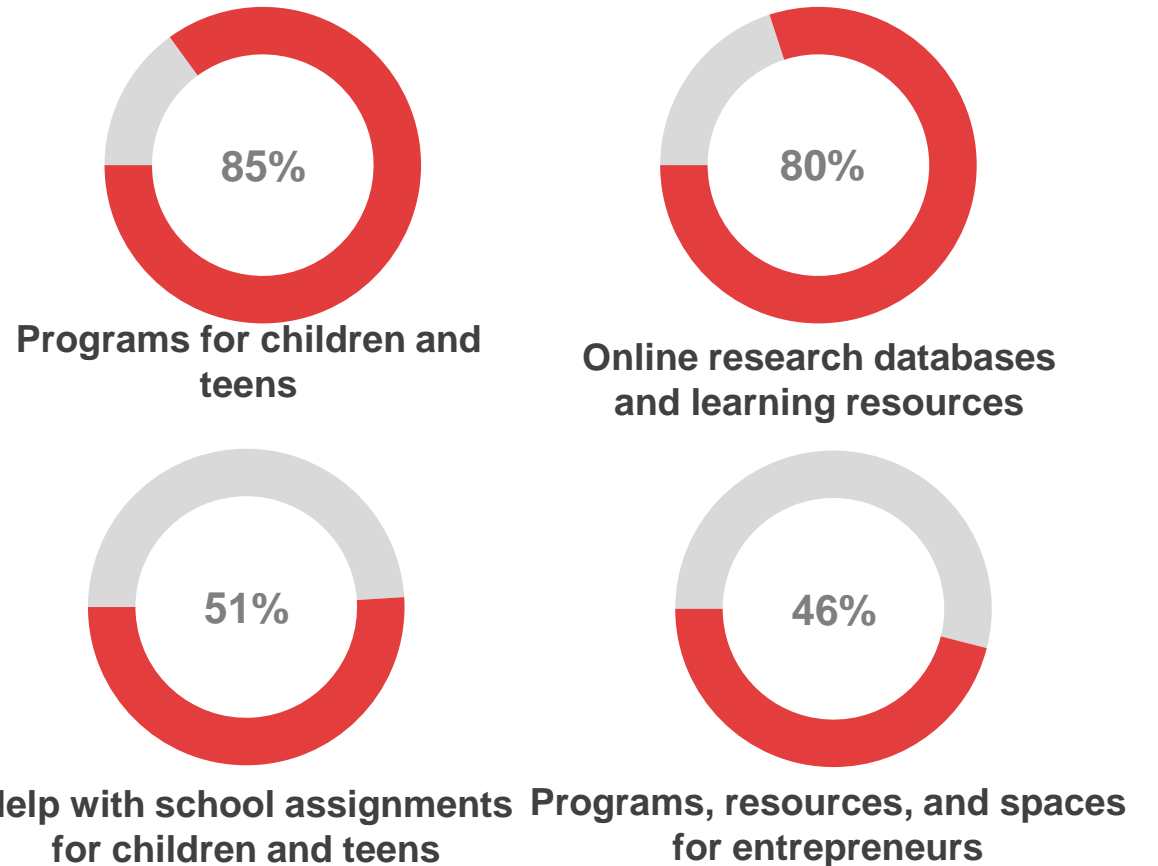 85%
80%
Programs for children and
teens
Online research databases
and learning resources
51%
46%
Help with school assignments
for children and teens
Programs, resources, and spaces
for entrepreneurs